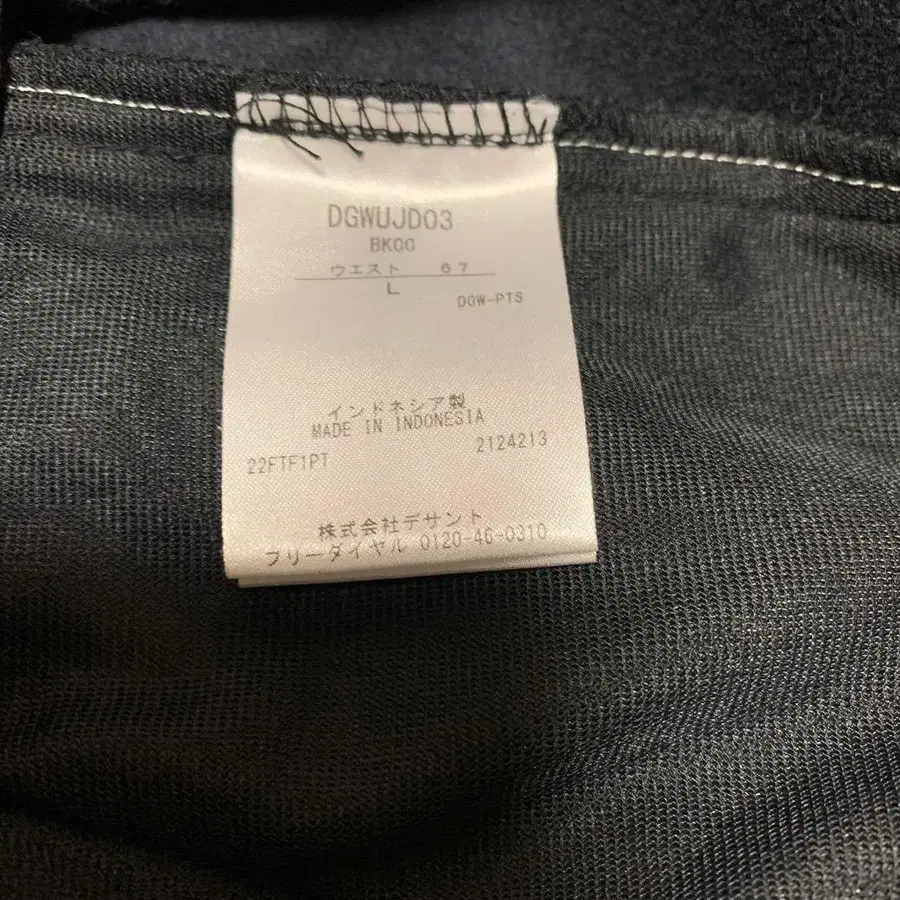 DGWUJD03
BK00
ウエスト 67
L
DGW-PTS
インドネシア製
MADE IN INDONESIA
2124213
22FTF1PT
株式会社デサント
フリーダイヤル 0120-46-0310